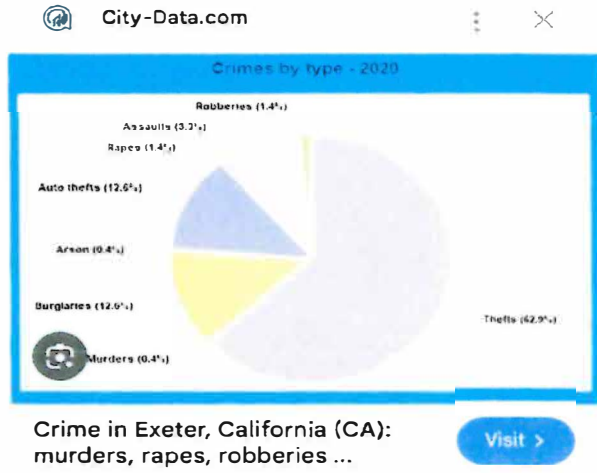 City-Data.com
Crimes by type - 2020
Robberies (1.4%)
Assaults (3.3%)
Rapes (1.4%)
Auto thefts (12.6%)
Arson (0.4%)
Burglaries (12.6%)
Thefts (62.9%)
Murders (0.4%)
Crime in Exeter, California (CA):
murders, rapes, robberies ...
Visit >